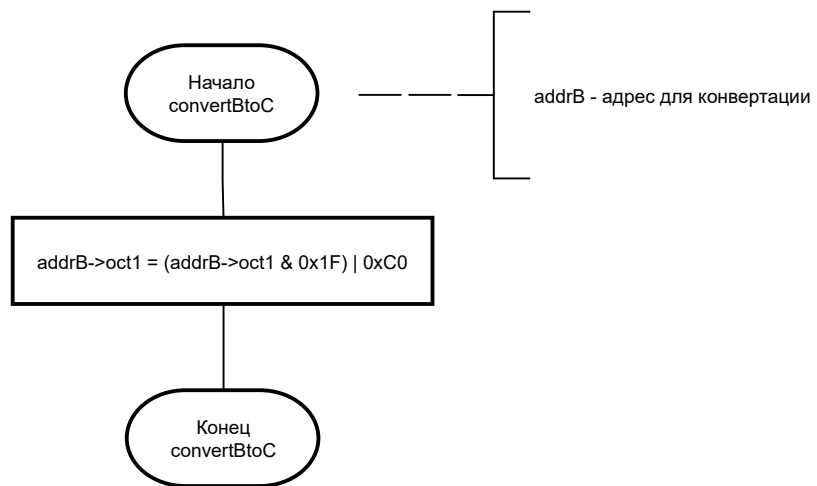 Начало
convertBtoC
addrB - адрес для конвертации
addrB->oct1 = (addrB->oct1 & 0x1F) | 0xC0
Конец
convertBtoC